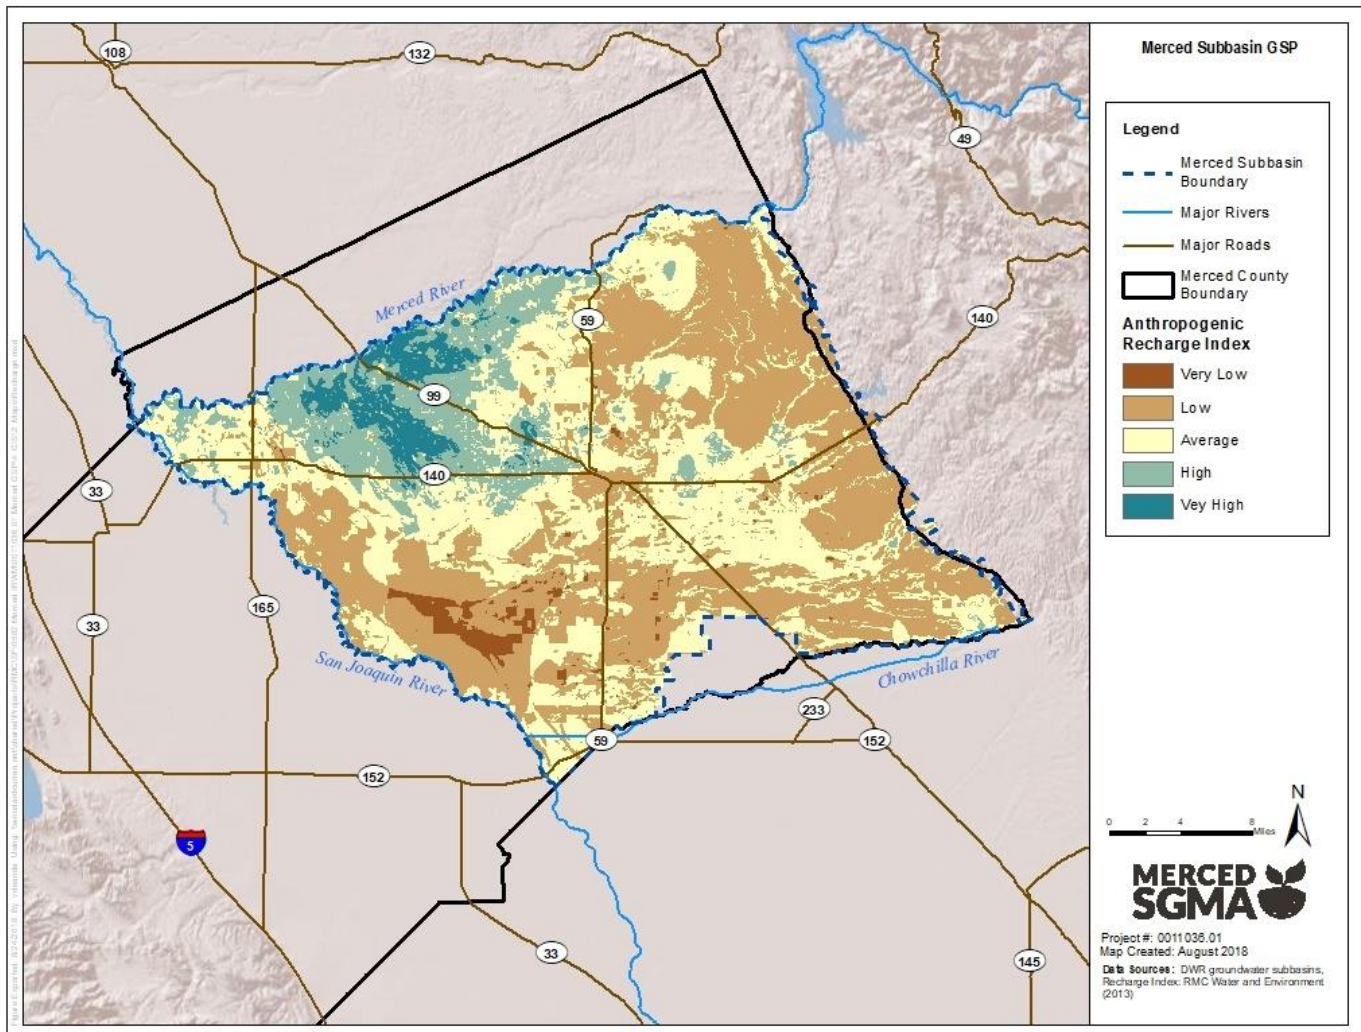 Merced Subbasin GSP
Legend
Merced Subbasin
Boundary
Major Rivers
Major Roads
Merced County
Boundary
Anthropogenic
Recharge Index
Very Low
Low
Average
High
Vey High
108
132
49
Merced River
59
140
99
140
33
165
33
San Joaquin River
Chowchilla River
233
59
152
152
5
33
145
N
0 2 4 8
Miles
MERCED
SGMA
Project #: 0011036.01
Map Created: August 2018
Data Sources: DWR groundwater subbasins,
Recharge Index: RMC Water and Environment
(2013)